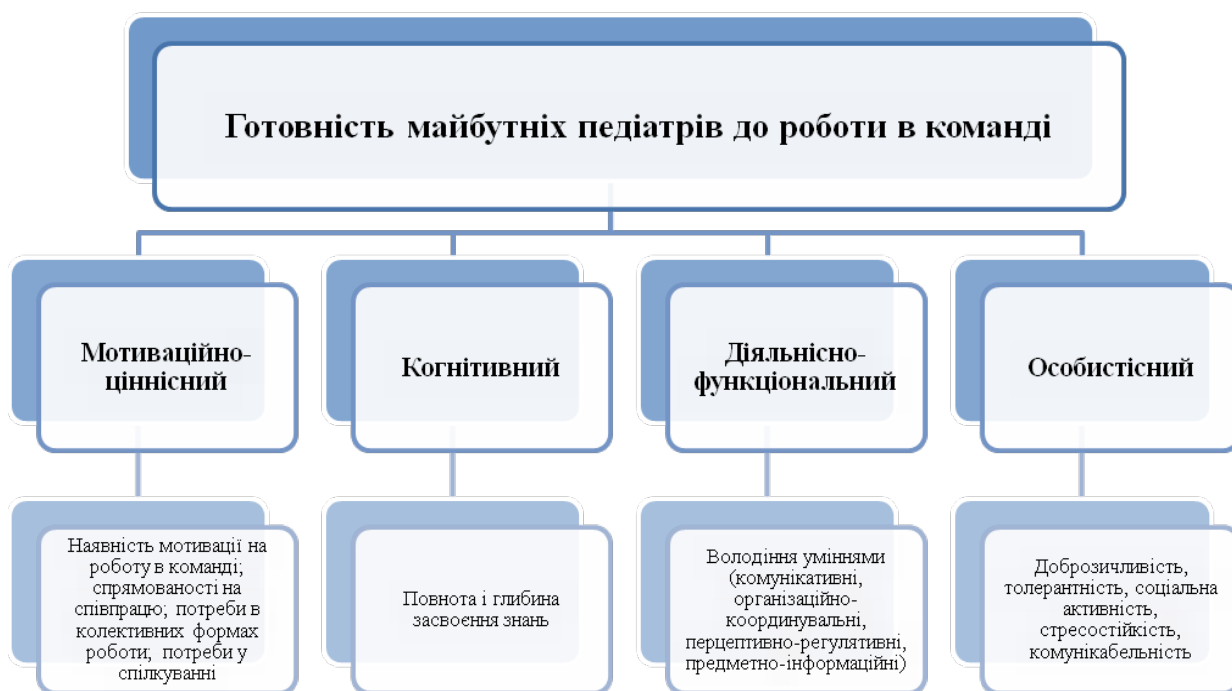 Готовність майбутніх педіатрів до роботи в команді
Мотиваційно-
ціннісний
Когнітивний
Діяльнісно-
функціональний
Особистісний
Наявність мотивації на
роботу в команді;
спрямованості на
співпрацю; потреби в
колективних формах
роботи; потреби у
спілкуванні
Повнота і глибина
засвоєння знань
Володіння уміннями
(комунікативні,
організаційно-
координувальні,
перцептивно-регулятивні,
предметно-інформаційні)
Доброзичливість,
толерантність, соціальна
активність,
стресостійкість,
комунікабельність